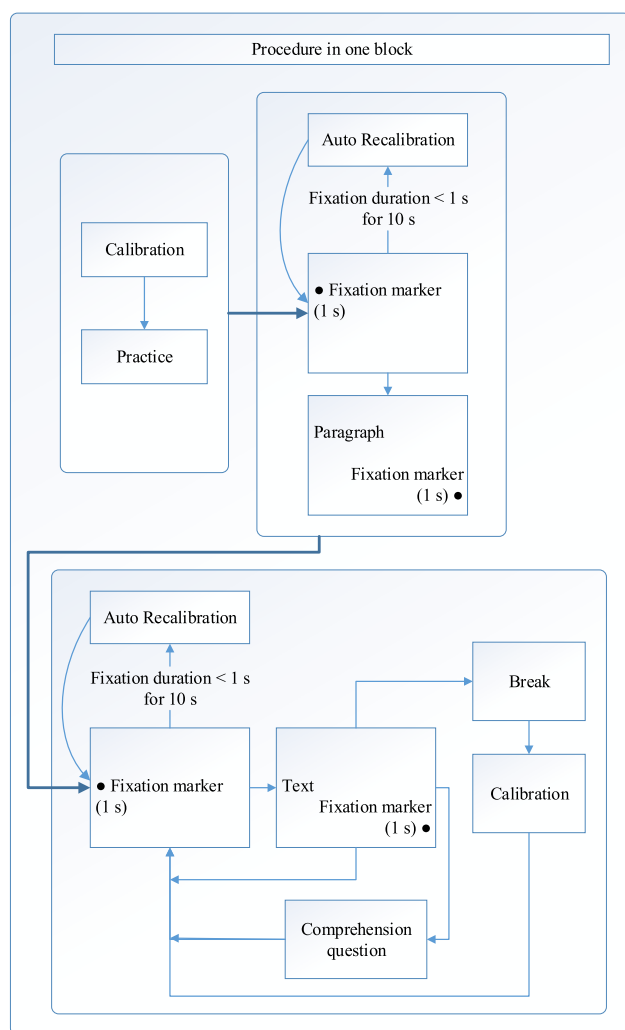 Procedure in one block
Auto Recalibration
Fixation duration < 1 s
for 10 s
Calibration
● Fixation marker
(1 s)
Practice
Paragraph
Fixation marker
(1 s) ●
Auto Recalibration
Fixation duration < 1 s
for 10 s
Break
● Fixation marker
(1 s)
Text
Fixation marker
(1 s) ●
Calibration
Comprehension
question